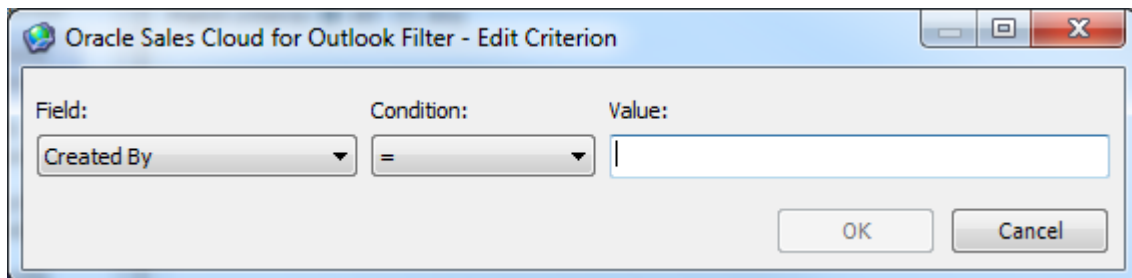 Oracle Sales Cloud for Outlook Filter - Edit Criterion
Field: Condition: Value:
Created By =
OK Cancel